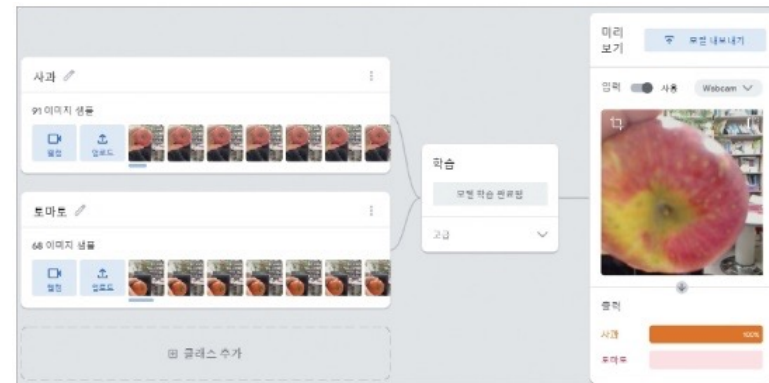 사과
91 이미지 샘플
웹캠
업로드
토마토
68 이미지 샘플
웹캠
업로드
클래스 추가
학습
모델 학습 완료됨
고급
미리
보기
모델 내보내기
입력
사용
Webcam
출력
사과
100%
토마토